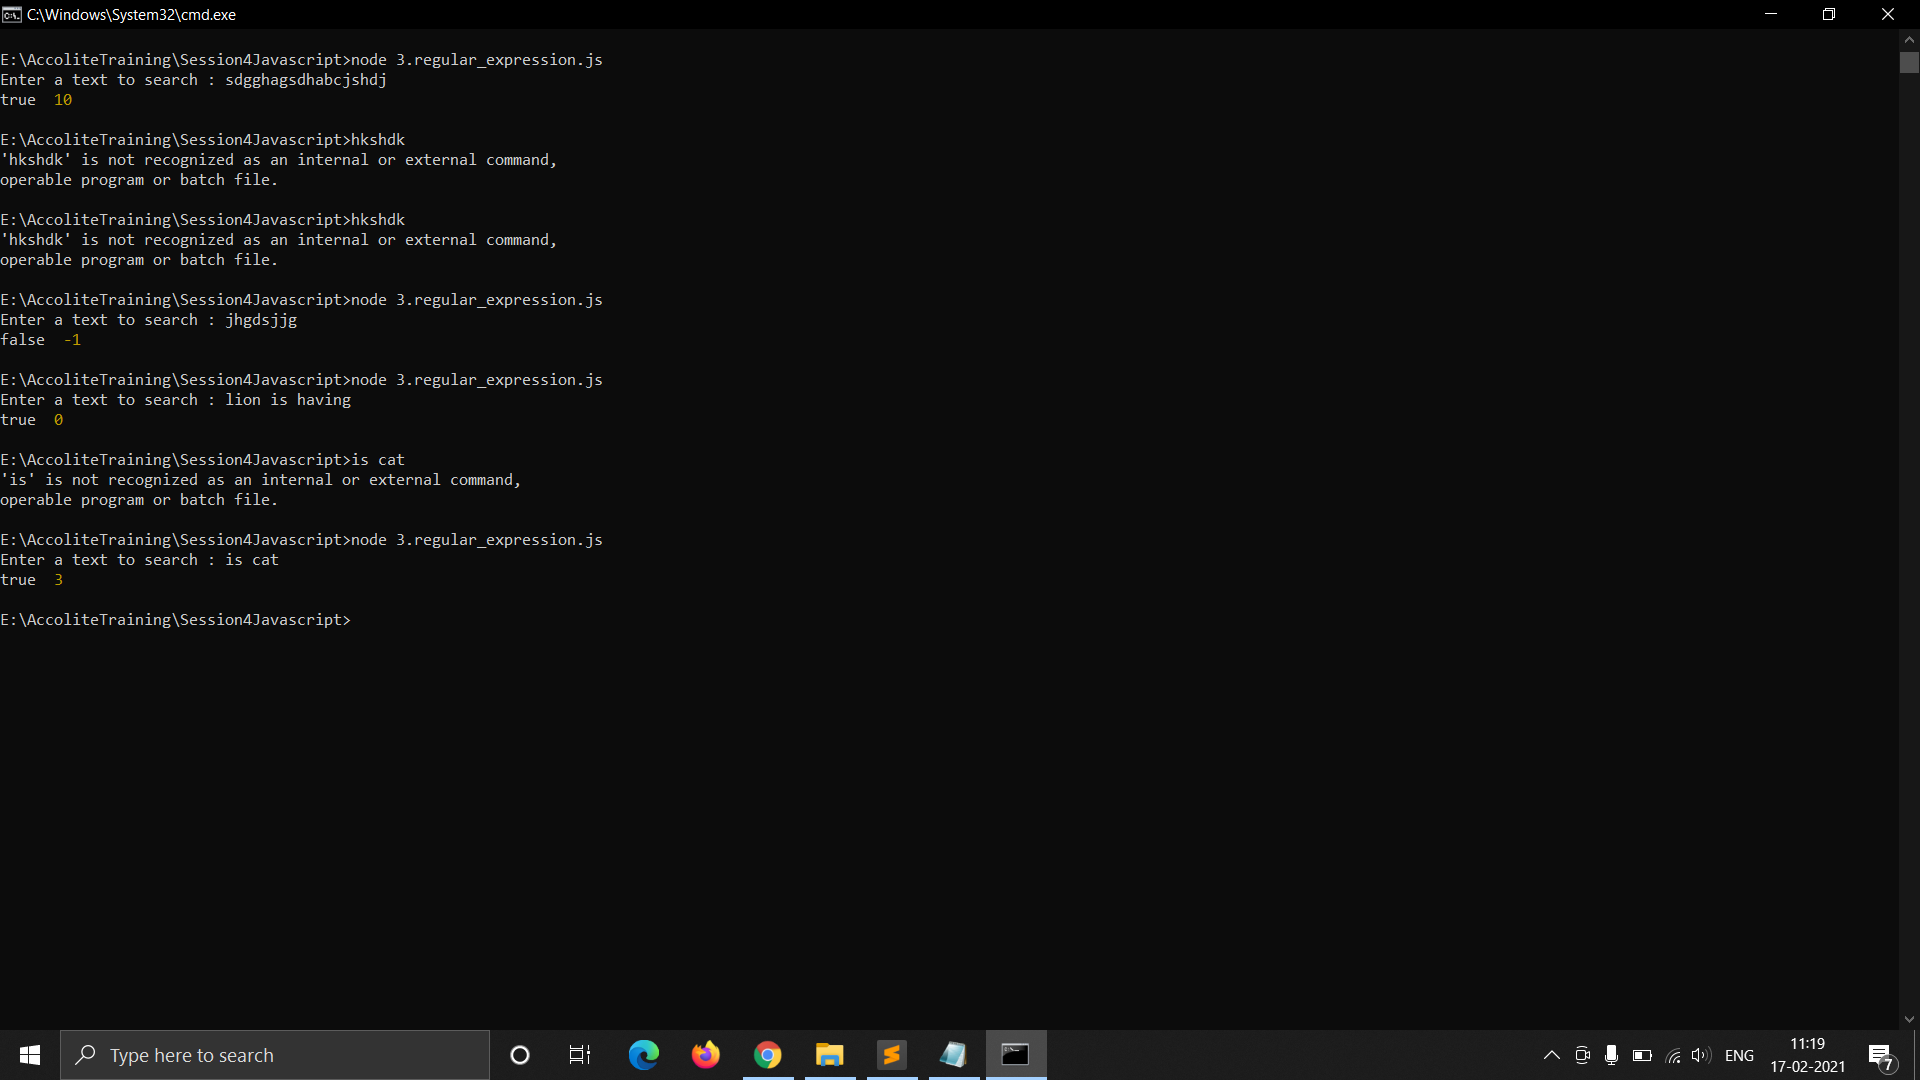 C:\Windows\System32\cmd.exe
E:\AccoliteTraining\Session4Javascript>node 3.regular_expression.js
Enter a text to search : sdgghagsdhabcjshdj
true  10
E:\AccoliteTraining\Session4Javascript>hkshdk
'hkshdk' is not recognized as an internal or external command,
operable program or batch file.
E:\AccoliteTraining\Session4Javascript>hkshdk
'hkshdk' is not recognized as an internal or external command,
operable program or batch file.
E:\AccoliteTraining\Session4Javascript>node 3.regular_expression.js
Enter a text to search : jhgdsjjg
false  -1
E:\AccoliteTraining\Session4Javascript>node 3.regular_expression.js
Enter a text to search : lion is having
true  0
E:\AccoliteTraining\Session4Javascript>is cat
'is' is not recognized as an internal or external command,
operable program or batch file.
E:\AccoliteTraining\Session4Javascript>node 3.regular_expression.js
Enter a text to search : is cat
true  3
E:\AccoliteTraining\Session4Javascript>
Type here to search
ENG
11:19
17-02-2021
7